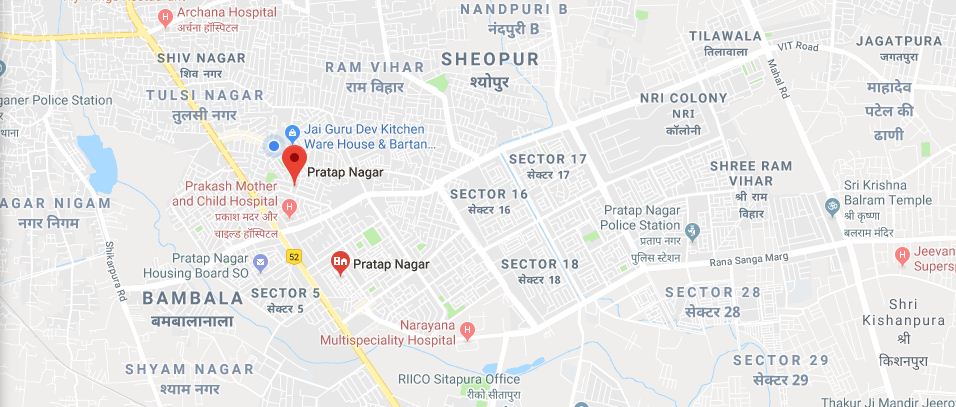 Archana Hospital
अर्चना हॉस्पिटल
NANDPURI B
नंदपुरी B
SHEOPUR
श्योपुर
TILAWALA
तिलावाला
VIT Road
JAGATPURA
जगतपुरा
SHIV NAGAR
शिव नगर
RAM VIHAR
राम विहार
Mahal Rd
महादेव
पटेल की
ढाणी
TULSI NAGAR
तुलसी नगर
NRI COLONY
NRI
कॉलोनी
ganer Police Station
थाना
Jai Guru Dev Kitchen
Ware House & Bartan...
Pratap Nagar
SECTOR 17
सेक्टर 17
SHREE RAM
VIHAR
श्री राम
विहार
Prakash Mother
and Child Hospital
प्रकाश मदर और
चाइल्ड हॉस्पिटल
SECTOR 16
सेक्टर 16
Sri Krishna
Balram Temple
श्री कृष्णा
बलराम मंदिर
AGAR NIGAM
नगर निगम
Pratap Nagar
Police Station
प्रताप नगर
पुलिस स्टेशन
Shikarpura Rd
52
Pratap Nagar
Housing Board SO
Pratap Nagar
SECTOR 18
सेक्टर 18
Rana Sanga Marg
Jeevan
Supersp
BAMBALA
बमबालानाला
SECTOR 5
सेक्टर 5
SECTOR 28
सेक्टर 28
Shri
Kishanpura
श्री
किशनपुरा
Narayana
Multispeciality Hospital
SHYAM NAGAR
श्याम नगर
RIICO Sitapura Office
रीको सीतापुरा
SECTOR 29
सेक्टर 29
Thakur Ji Mandir Jeero